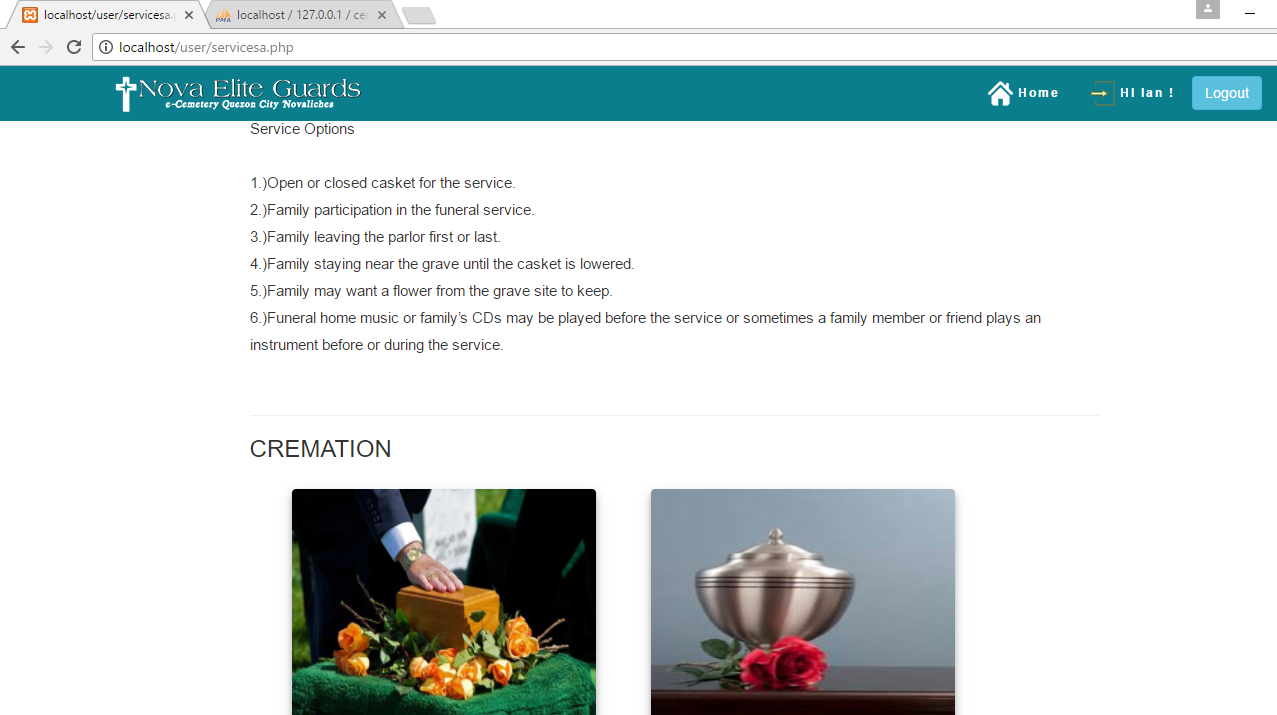 localhost/user/servicesa.p
localhost / 127.0.0.1 / ce
localhost/user/servicesa.php
Nova Elite Guards
e-Cemetery Quezon City Novaliches
Home
HI Ian !
Logout
Service Options
1.)Open or closed casket for the service.
2.)Family participation in the funeral service.
3.)Family leaving the parlor first or last.
4.)Family staying near the grave until the casket is lowered.
5.)Family may want a flower from the grave site to keep.
6.)Funeral home music or family’s CDs may be played before the service or sometimes a family member or friend plays an
instrument before or during the service.
CREMATION